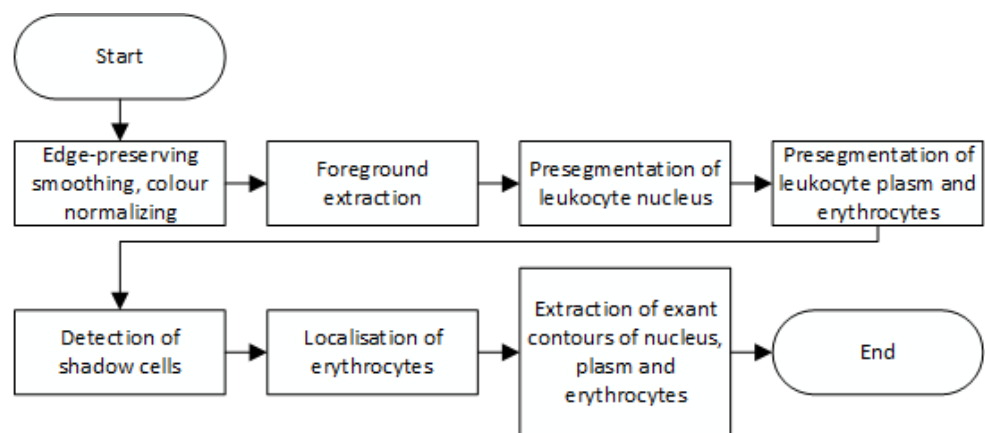 Start
Edge-preserving
smoothing, colour
normalizing
Foreground
extraction
Presegmentation of
leukocyte nucleus
Presegmentation of
leukocyte plasm and
erythrocytes
Detection of
shadow cells
Localisation of
erythrocytes
Extraction of exant
contours of nucleus,
plasm and
erythrocytes
End